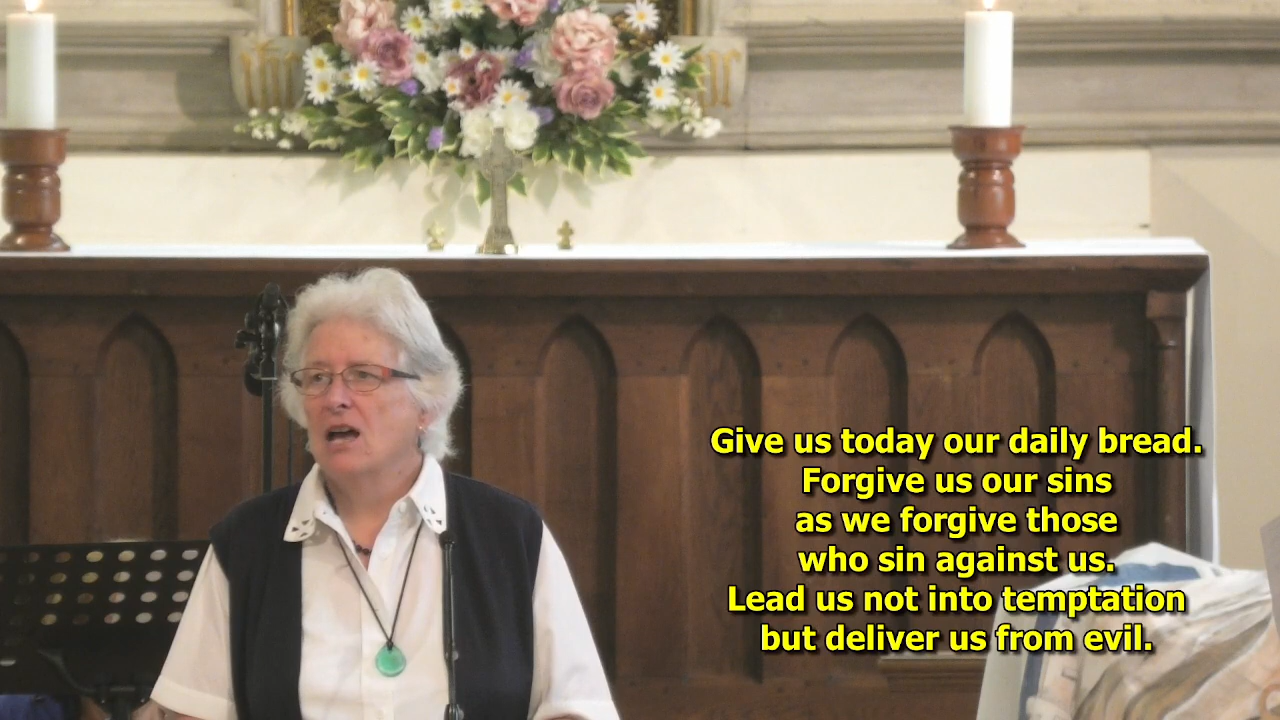 Give us today our daily bread.
Forgive us our sins
as we forgive those
who sin against us.
Lead us not into temptation
but deliver us from evil.